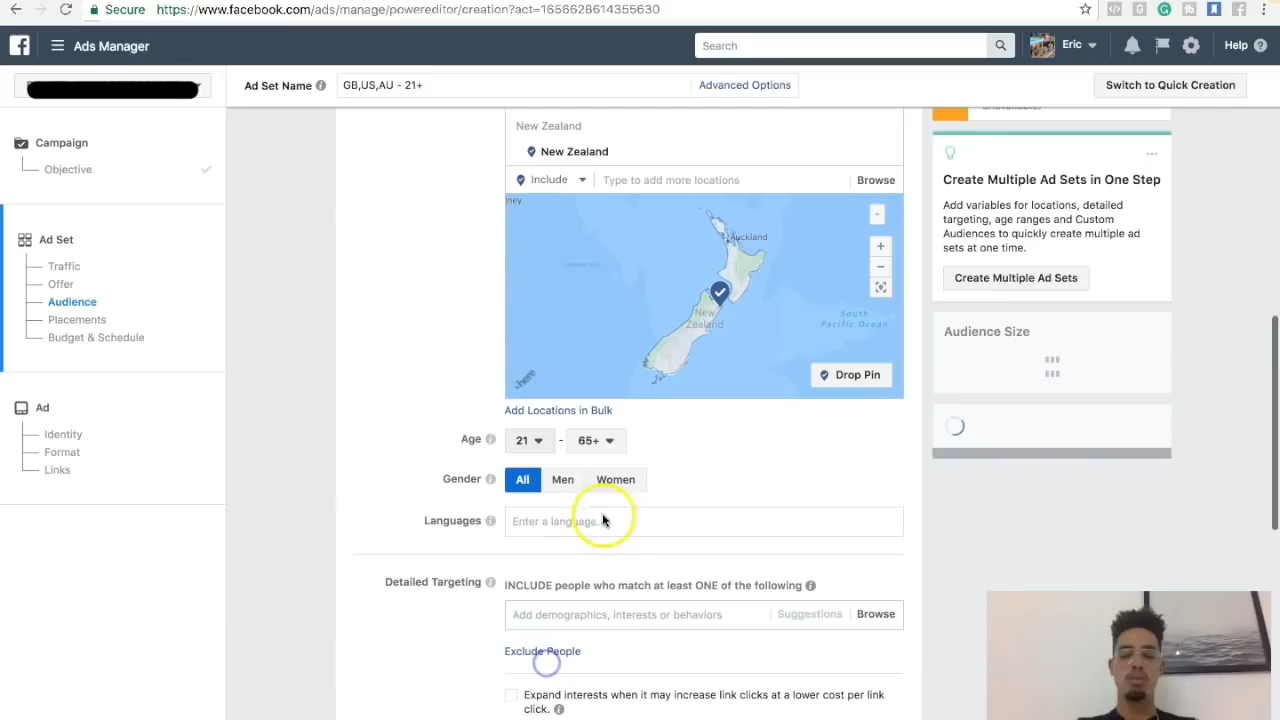 Secure https://www.facebook.com/ads/manage/powereditor/creation?act=1656628614355630
Ads Manager
Search
Eric
Help
Ad Set Name
GB,US,AU - 21+
Advanced Options
Switch to Quick Creation
Campaign
Objective
Ad Set
Traffic
Offer
Audience
Placements
Budget & Schedule
Ad
Identity
Format
Links
New Zealand
New Zealand
Include
Type to add more locations
Browse
Auckland
New
Zealand
South
Pacific Ocean
here
Drop Pin
Add Locations in Bulk
Age
21 - 65+
Gender
All Men Women
Languages
Enter a language...
Detailed Targeting
INCLUDE people who match at least ONE of the following
Add demographics, interests or behaviors
Suggestions
Browse
Exclude People
Expand interests when it may increase link clicks at a lower cost per link
click.
Create Multiple Ad Sets in One Step
Add variables for locations, detailed
targeting, age ranges and Custom
Audiences to quickly create multiple ad
sets at one time.
Create Multiple Ad Sets
Audience Size